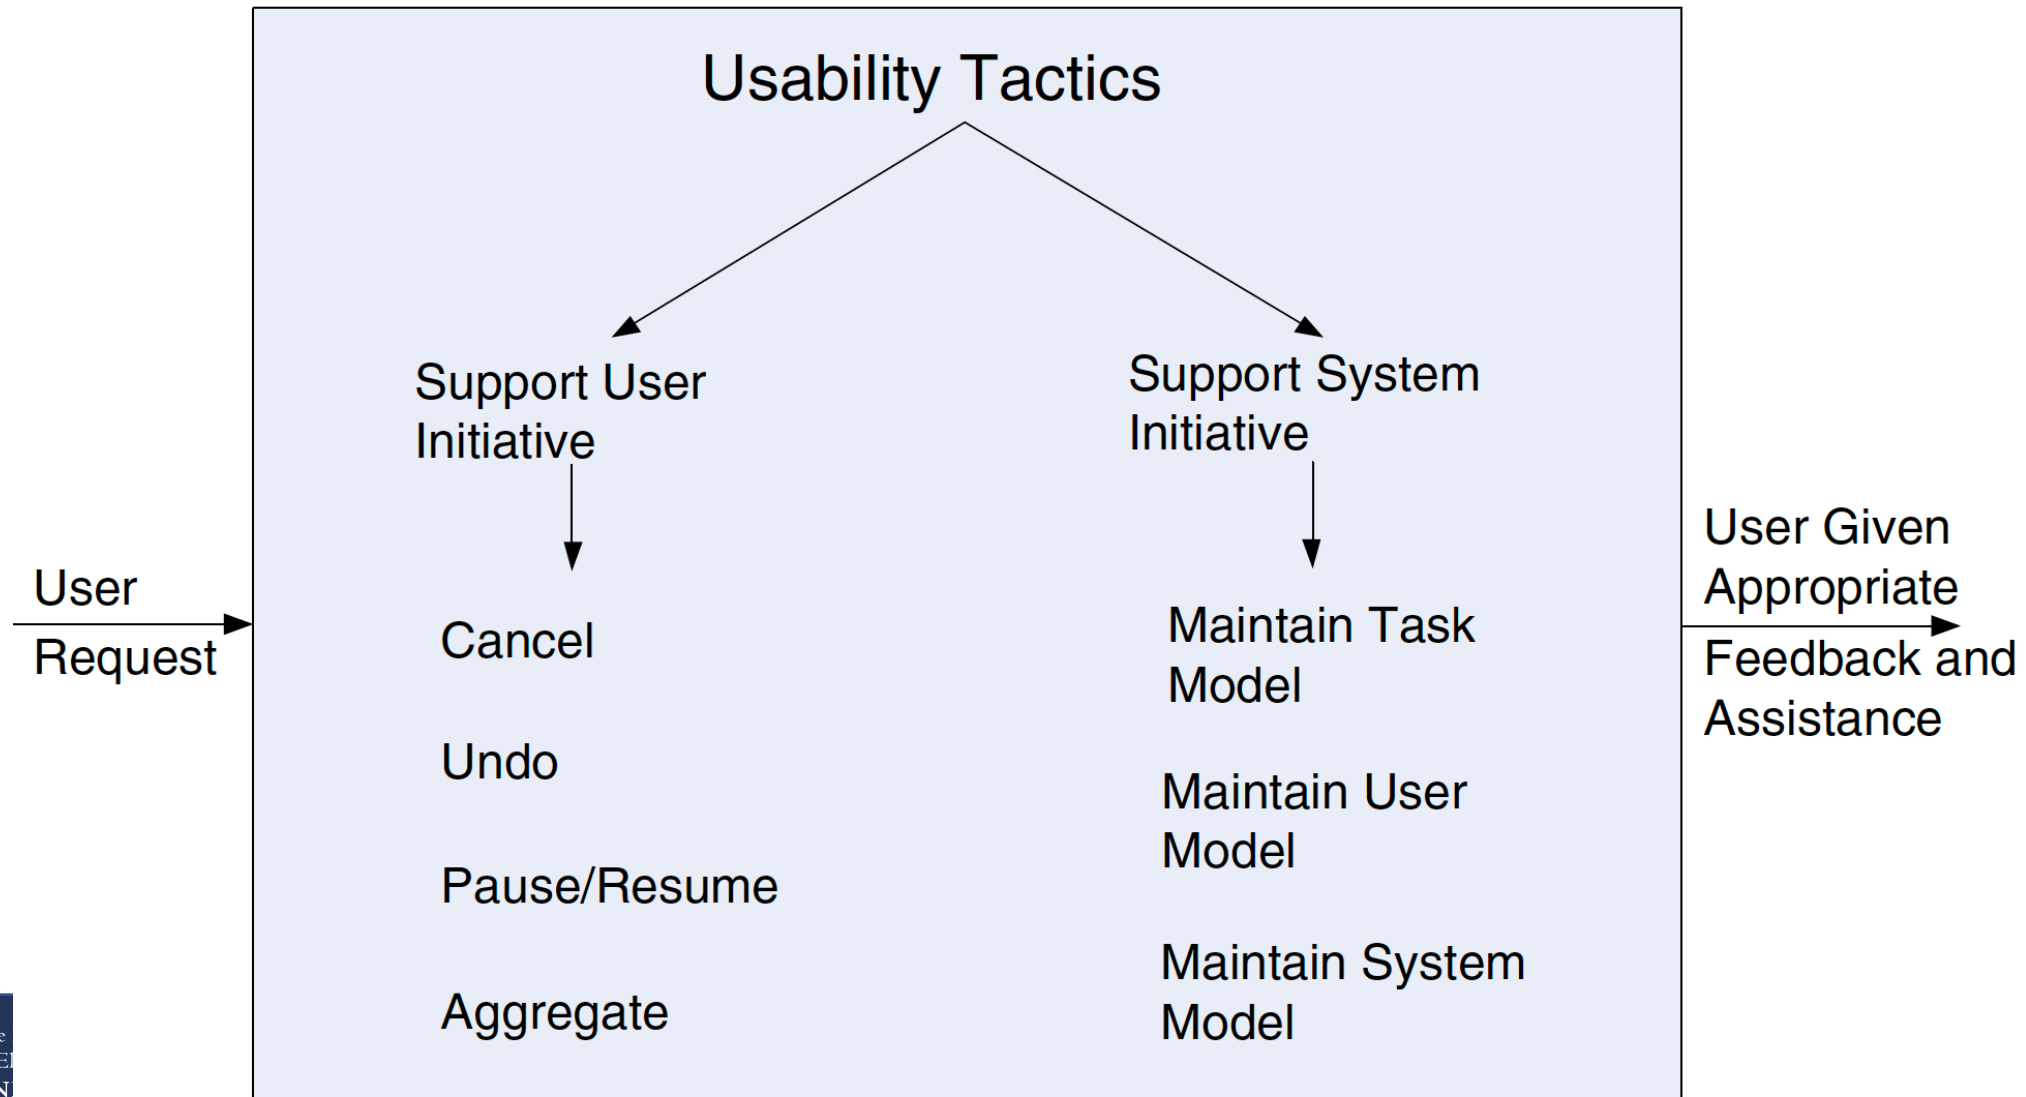 Usability Tactics
Support User
Initiative
Support System
Initiative
User
Request
Cancel
Undo
Pause/Resume
Aggregate
Maintain Task
Model
Maintain User
Model
Maintain System
Model
User Given
Appropriate
Feedback and
Assistance